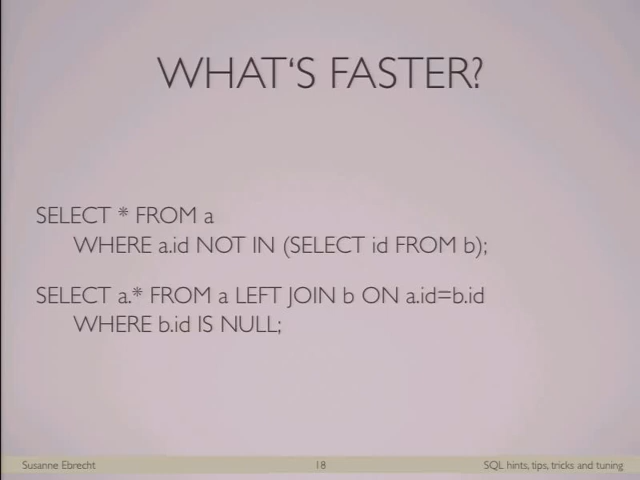 WHAT‘S FASTER?
SELECT * FROM a
WHERE a.id NOT IN (SELECT id FROM b);
SELECT a.* FROM a LEFT JOIN b ON a.id=b.id
WHERE b.id IS NULL;
Susanne Ebrecht 18 SQL hints, tips, tricks and tuning